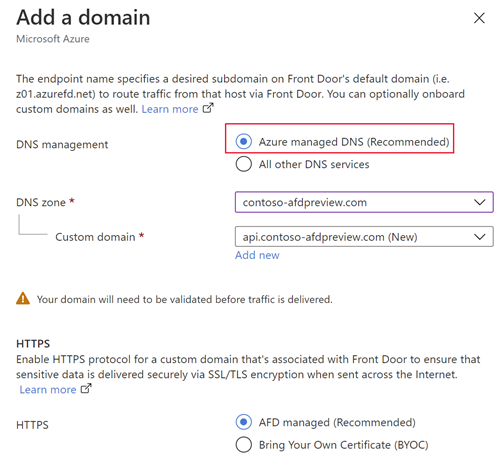 Add a domain
Microsoft Azure
The endpoint name specifies a desired subdomain on Front Door's default domain (i.e.
z01.azurefd.net) to route traffic from that host via Front Door. You can optionally onboard
custom domains as well. Learn more
DNS management
Azure managed DNS (Recommended)
All other DNS services
DNS zone *
contoso-afdpreview.com
Custom domain *
api.contoso-afdpreview.com (New)
Add new
Your domain will need to be validated before traffic is delivered.
HTTPS
Enable HTTPS protocol for a custom domain that's associated with Front Door to ensure that
sensitive data is delivered securely via SSL/TLS encryption when sent across the Internet.
Learn more
HTTPS
AFD managed (Recommended)
Bring Your Own Certificate (BYOC)